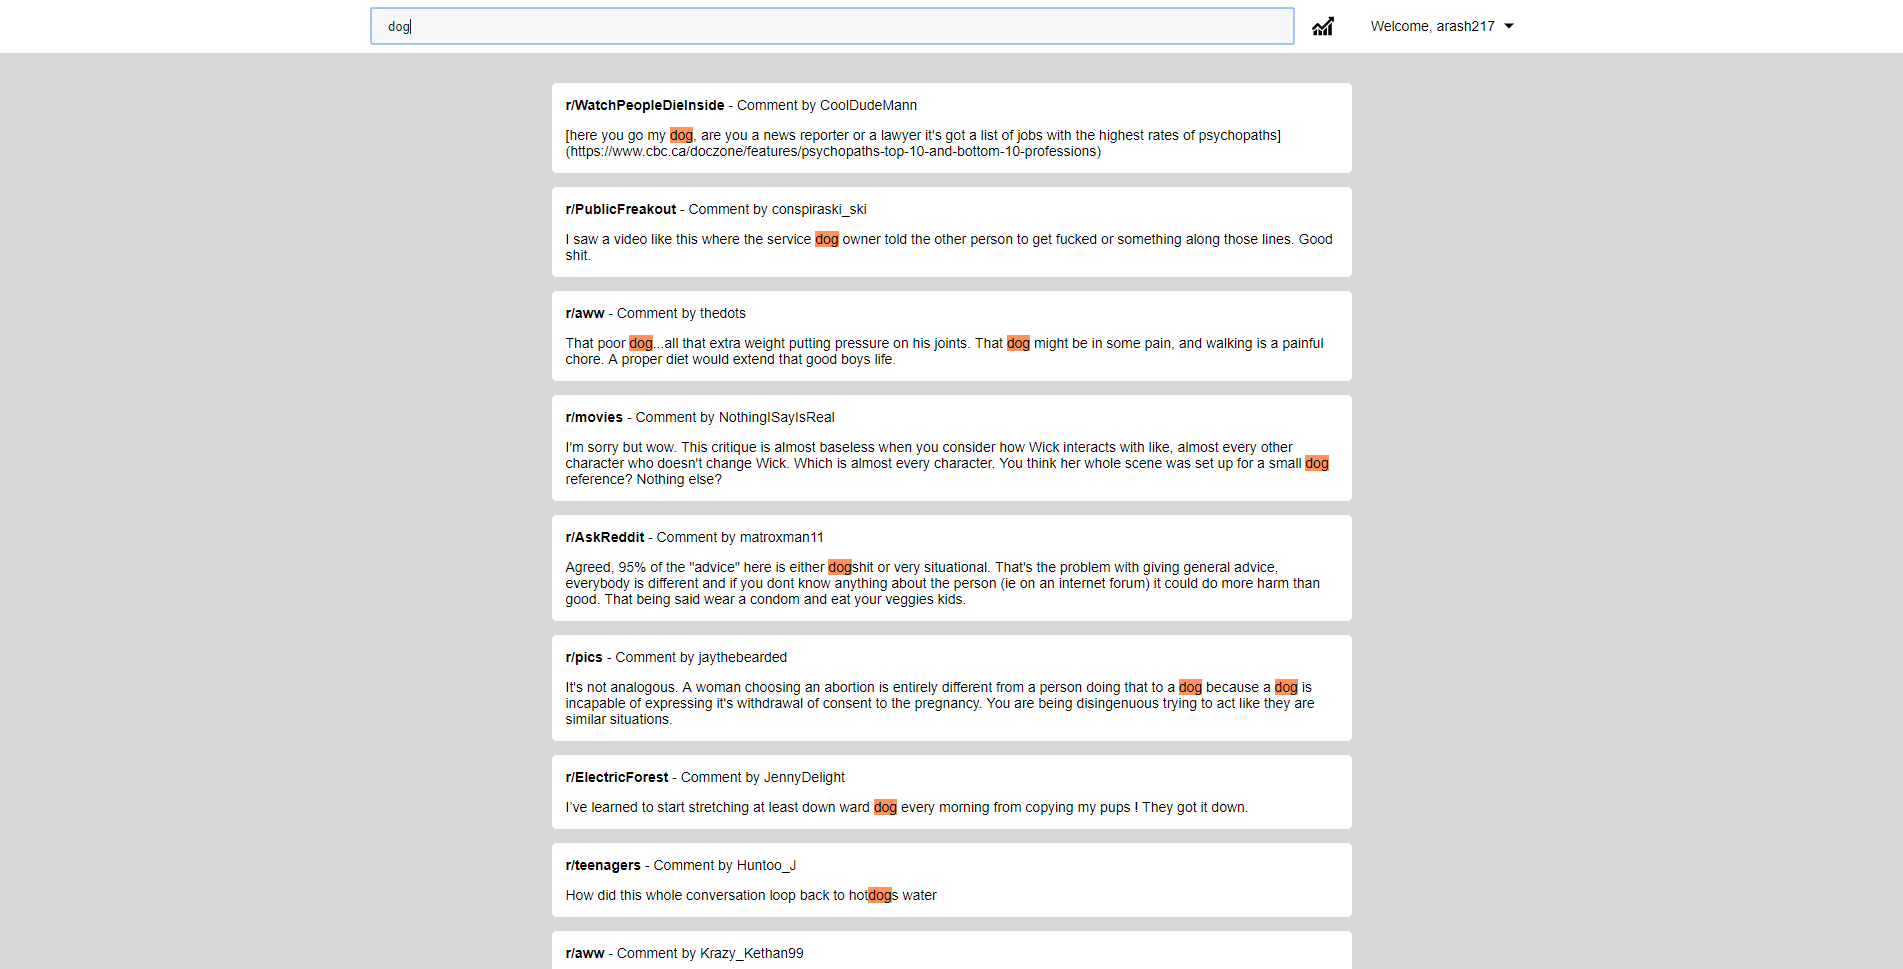 dog
Welcome, arash217
r/WatchPeopleDieInside - Comment by CoolDudeMann
[here you go my dog, are you a news reporter or a lawyer it's got a list of jobs with the highest rates of psychopaths]
(https://www.cbc.ca/doczone/features/psychopaths-top-10-and-bottom-10-professions)
r/PublicFreakout - Comment by conspiraski_ski
I saw a video like this where the service dog owner told the other person to get fucked or something along those lines. Good
shit.
r/aww - Comment by thedots
That poor dog...all that extra weight putting pressure on his joints. That dog might be in some pain, and walking is a painful
chore. A proper diet would extend that good boys life.
r/movies - Comment by NothingISayIsReal
I'm sorry but wow. This critique is almost baseless when you consider how Wick interacts with like, almost every other
character who doesn't change Wick. Which is almost every character. You think her whole scene was set up for a small dog
reference? Nothing else?
r/AskReddit - Comment by matroxman11
Agreed, 95% of the "advice" here is either dogshit or very situational. That's the problem with giving general advice,
everybody is different and if you dont know anything about the person (ie on an internet forum) it could do more harm than
good. That being said wear a condom and eat your veggies kids.
r/pics - Comment by jaythebearded
It's not analogous. A woman choosing an abortion is entirely different from a person doing that to a dog because a dog is
incapable of expressing it's withdrawal of consent to the pregnancy. You are being disingenuous trying to act like they are
similar situations.
r/ElectricForest - Comment by JennyDelight
I've learned to start stretching at least down ward dog every morning from copying my pups ! They got it down.
r/teenagers - Comment by Huntoo_J
How did this whole conversation loop back to hotdogs water
r/aww - Comment by Krazy_Kethan99